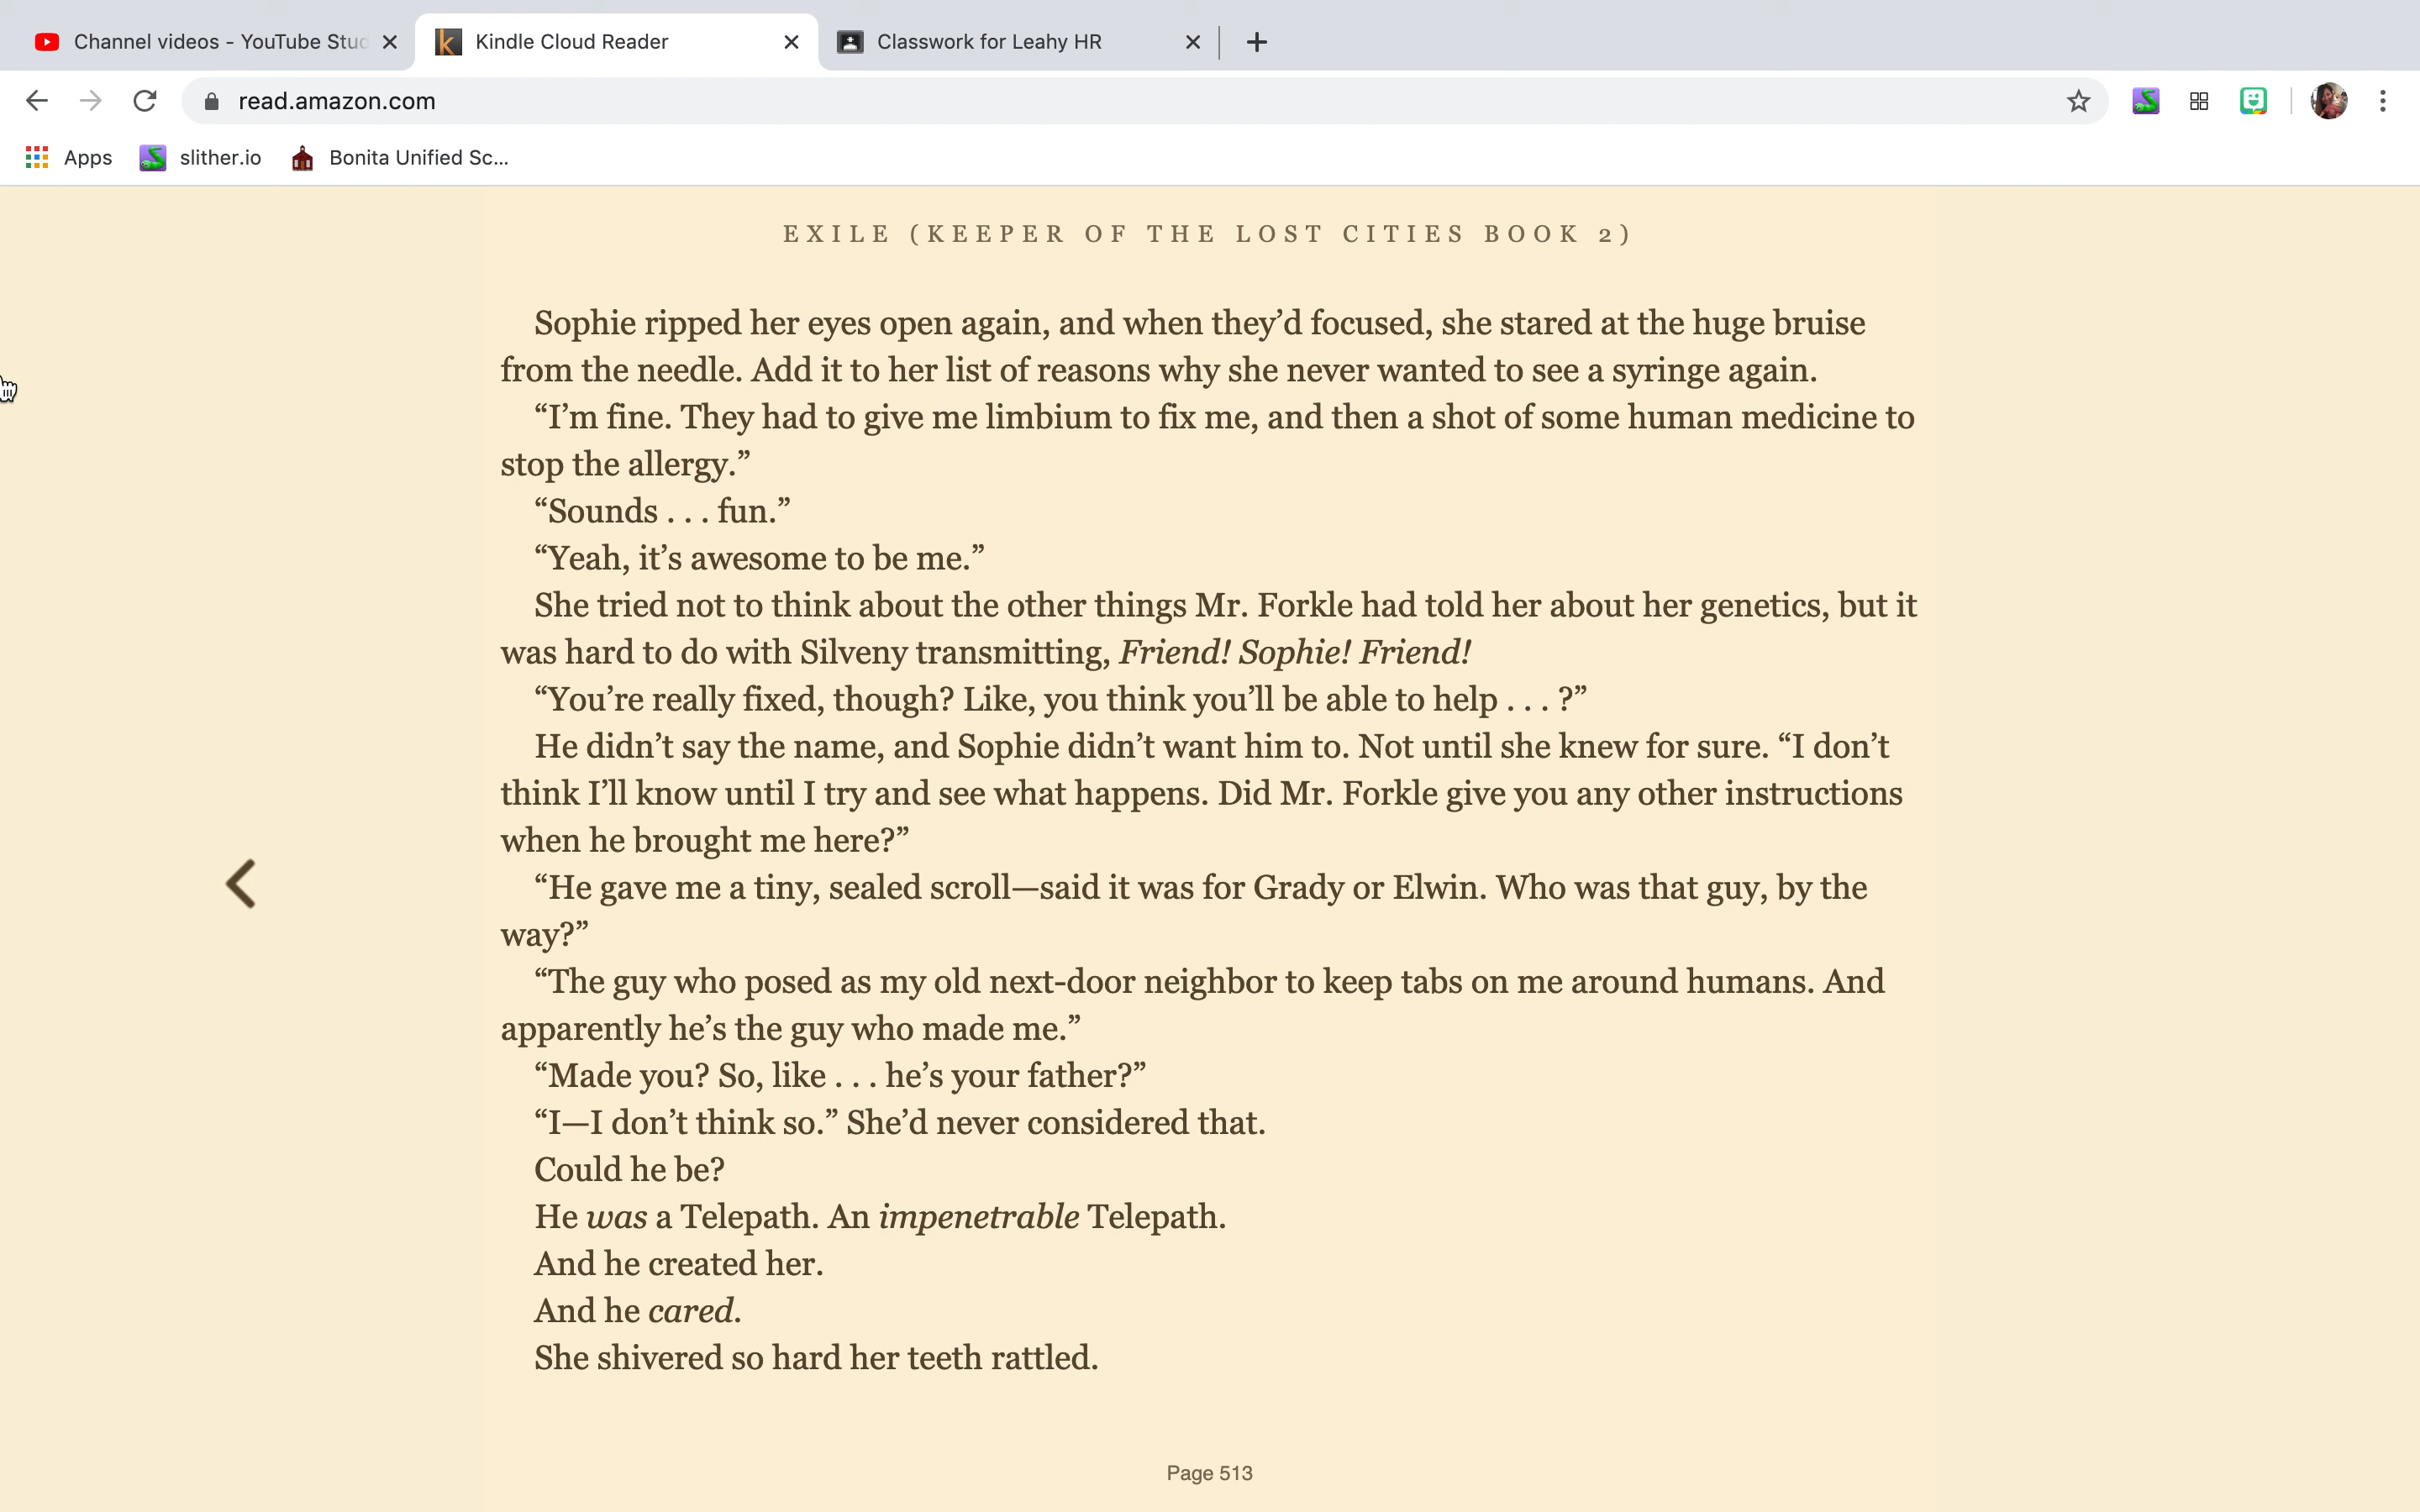 Channel videos - YouTube Stu
Kindle Cloud Reader
Classwork for Leahy HR
read.amazon.com
Apps
slither.io
Bonita Unified Sc...
EXILE (KEEPER OF THE LOST CITIES BOOK 2)
Sophie ripped her eyes open again, and when they’d focused, she stared at the huge bruise
from the needle. Add it to her list of reasons why she never wanted to see a syringe again.
“I’m fine. They had to give me limbium to fix me, and then a shot of some human medicine to
stop the allergy.”
“Sounds . . . fun.”
“Yeah, it’s awesome to be me.”
She tried not to think about the other things Mr. Forkle had told her about her genetics, but it
was hard to do with Silveny transmitting, Friend! Sophie! Friend!
“You’re really fixed, though? Like, you think you’ll be able to help . . . ?”
He didn’t say the name, and Sophie didn’t want him to. Not until she knew for sure. “I don’t
think I’ll know until I try and see what happens. Did Mr. Forkle give you any other instructions
when he brought me here?”
“He gave me a tiny, sealed scroll—said it was for Grady or Elwin. Who was that guy, by the
way?”
“The guy who posed as my old next-door neighbor to keep tabs on me around humans. And
apparently he’s the guy who made me.”
“Made you? So, like . . . he’s your father?”
“I—I don’t think so.” She’d never considered that.
Could he be?
He was a Telepath. An impenetrable Telepath.
And he created her.
And he cared.
She shivered so hard her teeth rattled.
Page 513